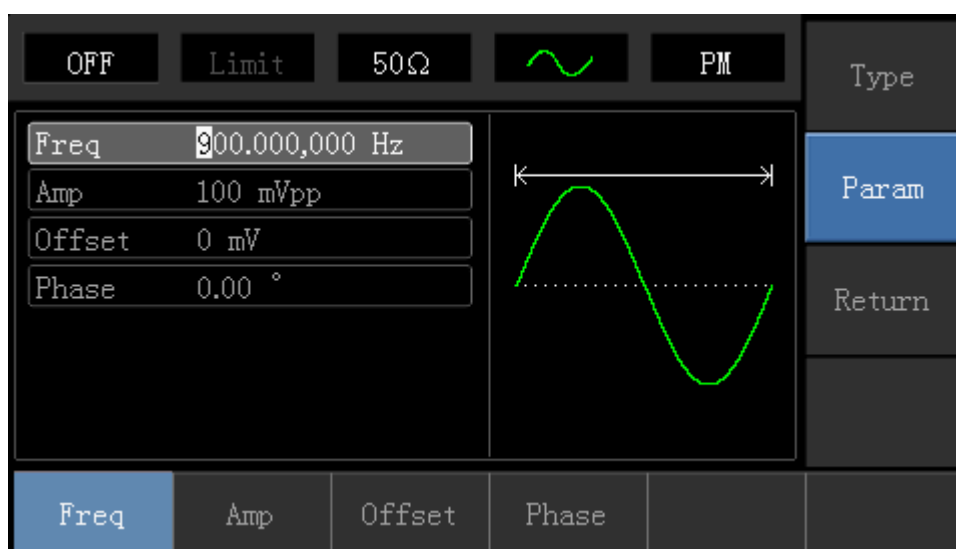 OFF Limit 50Ω PM
Type
Freq 900.000,000 Hz
Amp 100 mVpp
Offset 0 mV
Phase 0.00 °
Param
Return
Freq Amp Offset Phase